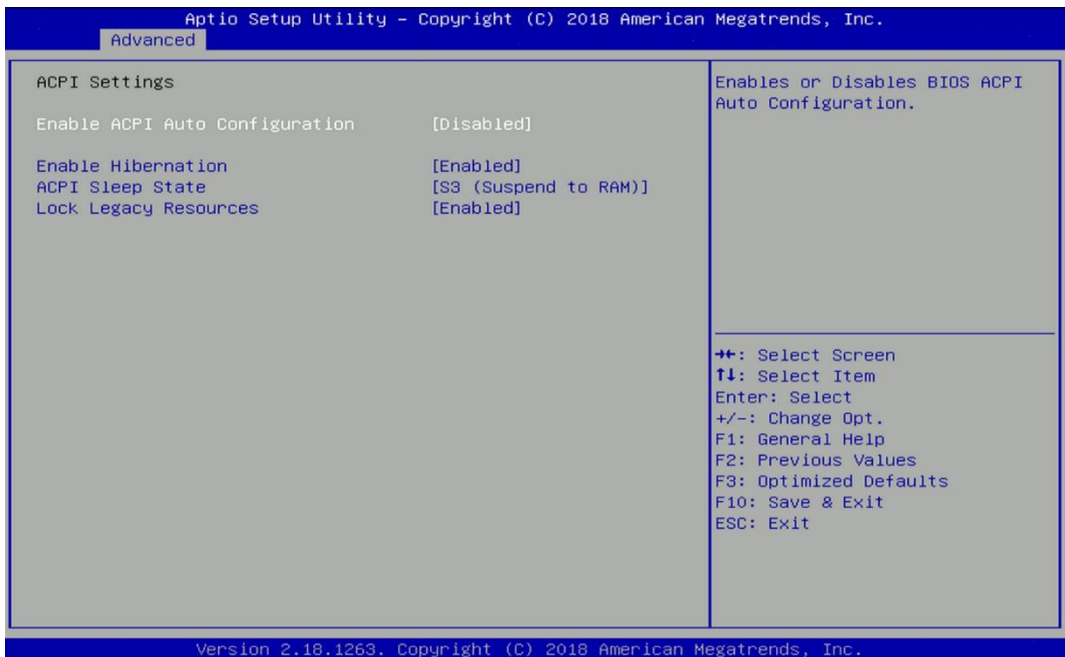 Aptio Setup Utility – Copyright (C) 2018 American Megatrends, Inc.
Advanced
ACPI Settings
Enable ACPI Auto Configuration [Disabled]
Enable Hibernation [Enabled]
ACPI Sleep State [S3 (Suspend to RAM)]
Lock Legacy Resources [Enabled]
Enables or Disables BIOS ACPI
Auto Configuration.
→←: Select Screen
↑↓: Select Item
Enter: Select
+/-: Change Opt.
F1: General Help
F2: Previous Values
F3: Optimized Defaults
F10: Save & Exit
ESC: Exit
Version 2.18.1263. Copyright (C) 2018 American Megatrends, Inc.